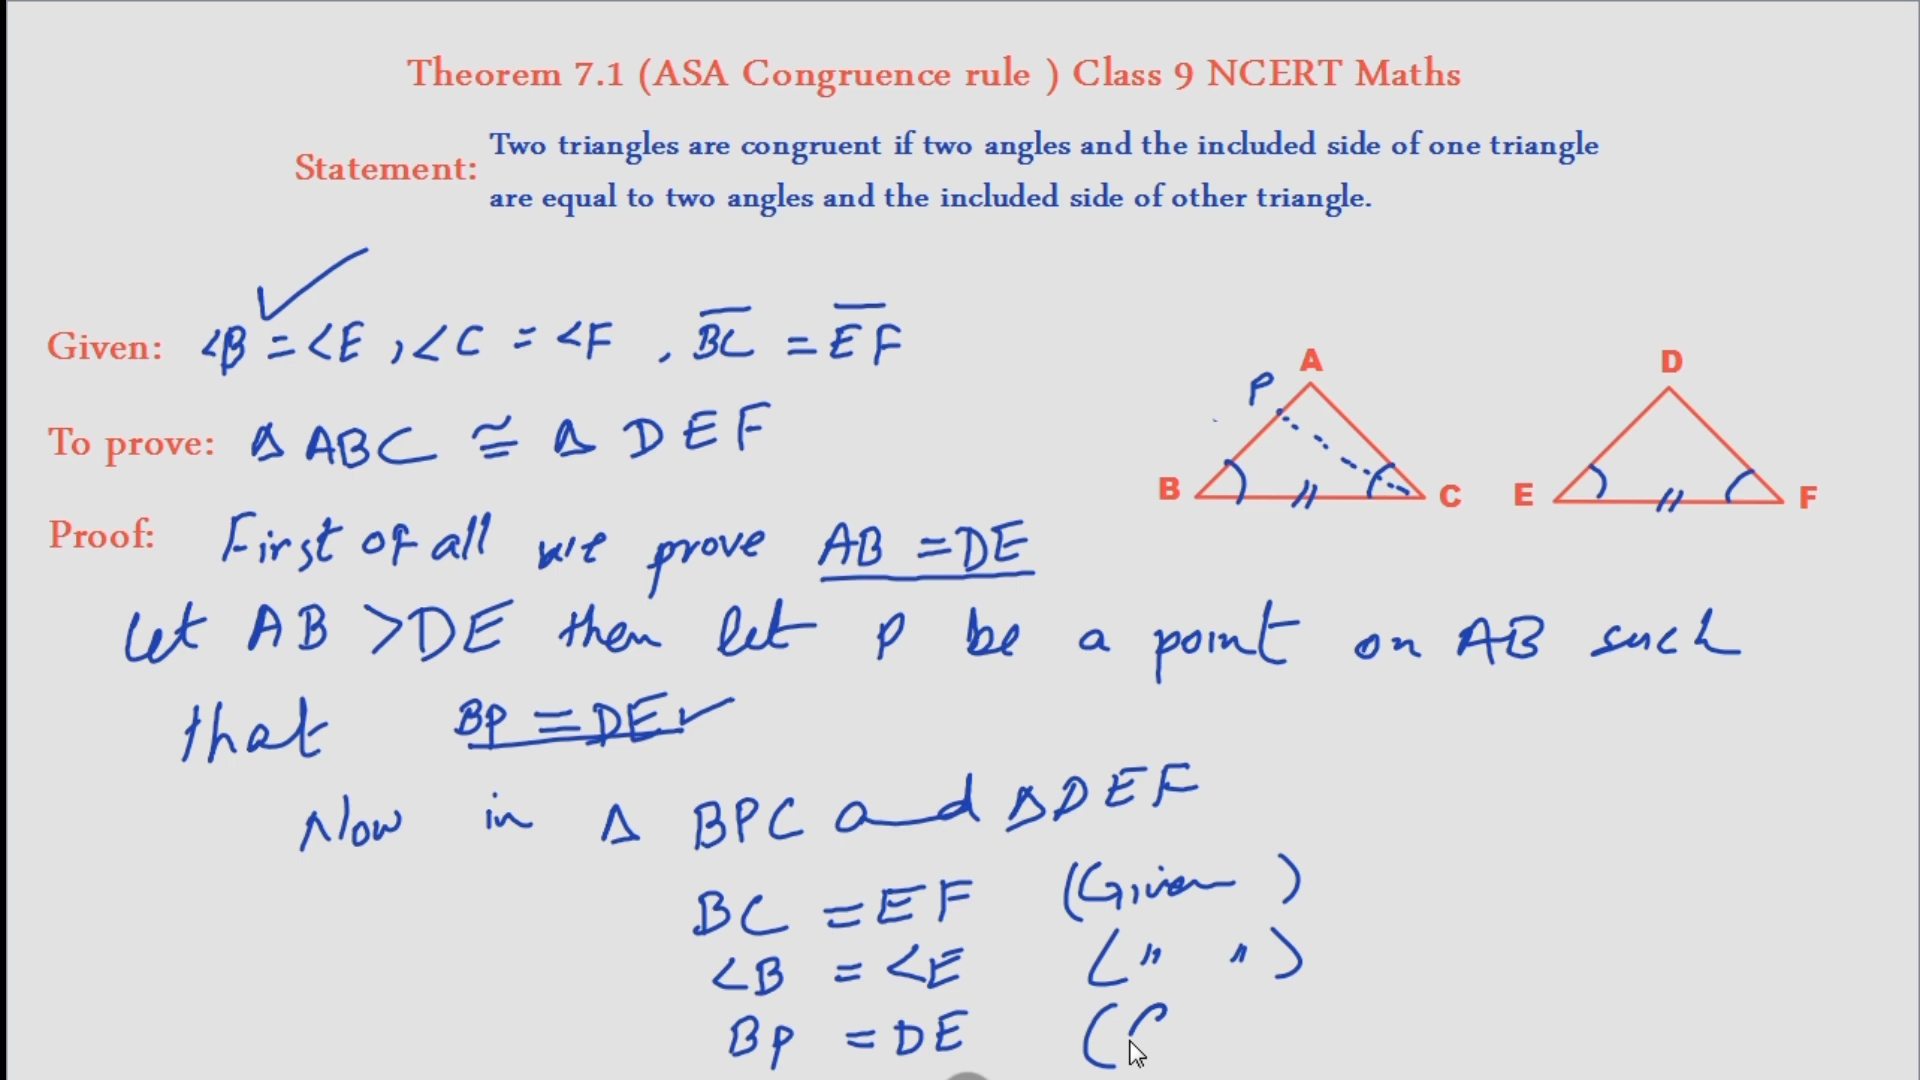 Theorem 7.1 (ASA Congruence rule ) Class 9 NCERT Maths
Statement: Two triangles are congruent if two angles and the included side of one triangle
are equal to two angles and the included side of other triangle.
Given: <B = <E , <C = <F , B̅C̅ = E̅F̅
To prove: Δ ABC ≅ Δ DEF
A
P
B
C
D
E
F
Proof: First of all we prove AB = DE
Let AB > DE then let P be a point on AB such
that BP = DE ✓
Now in Δ BPC and Δ DEF
BC = EF (Given )
<B = <E ( " " )
BP = DE (